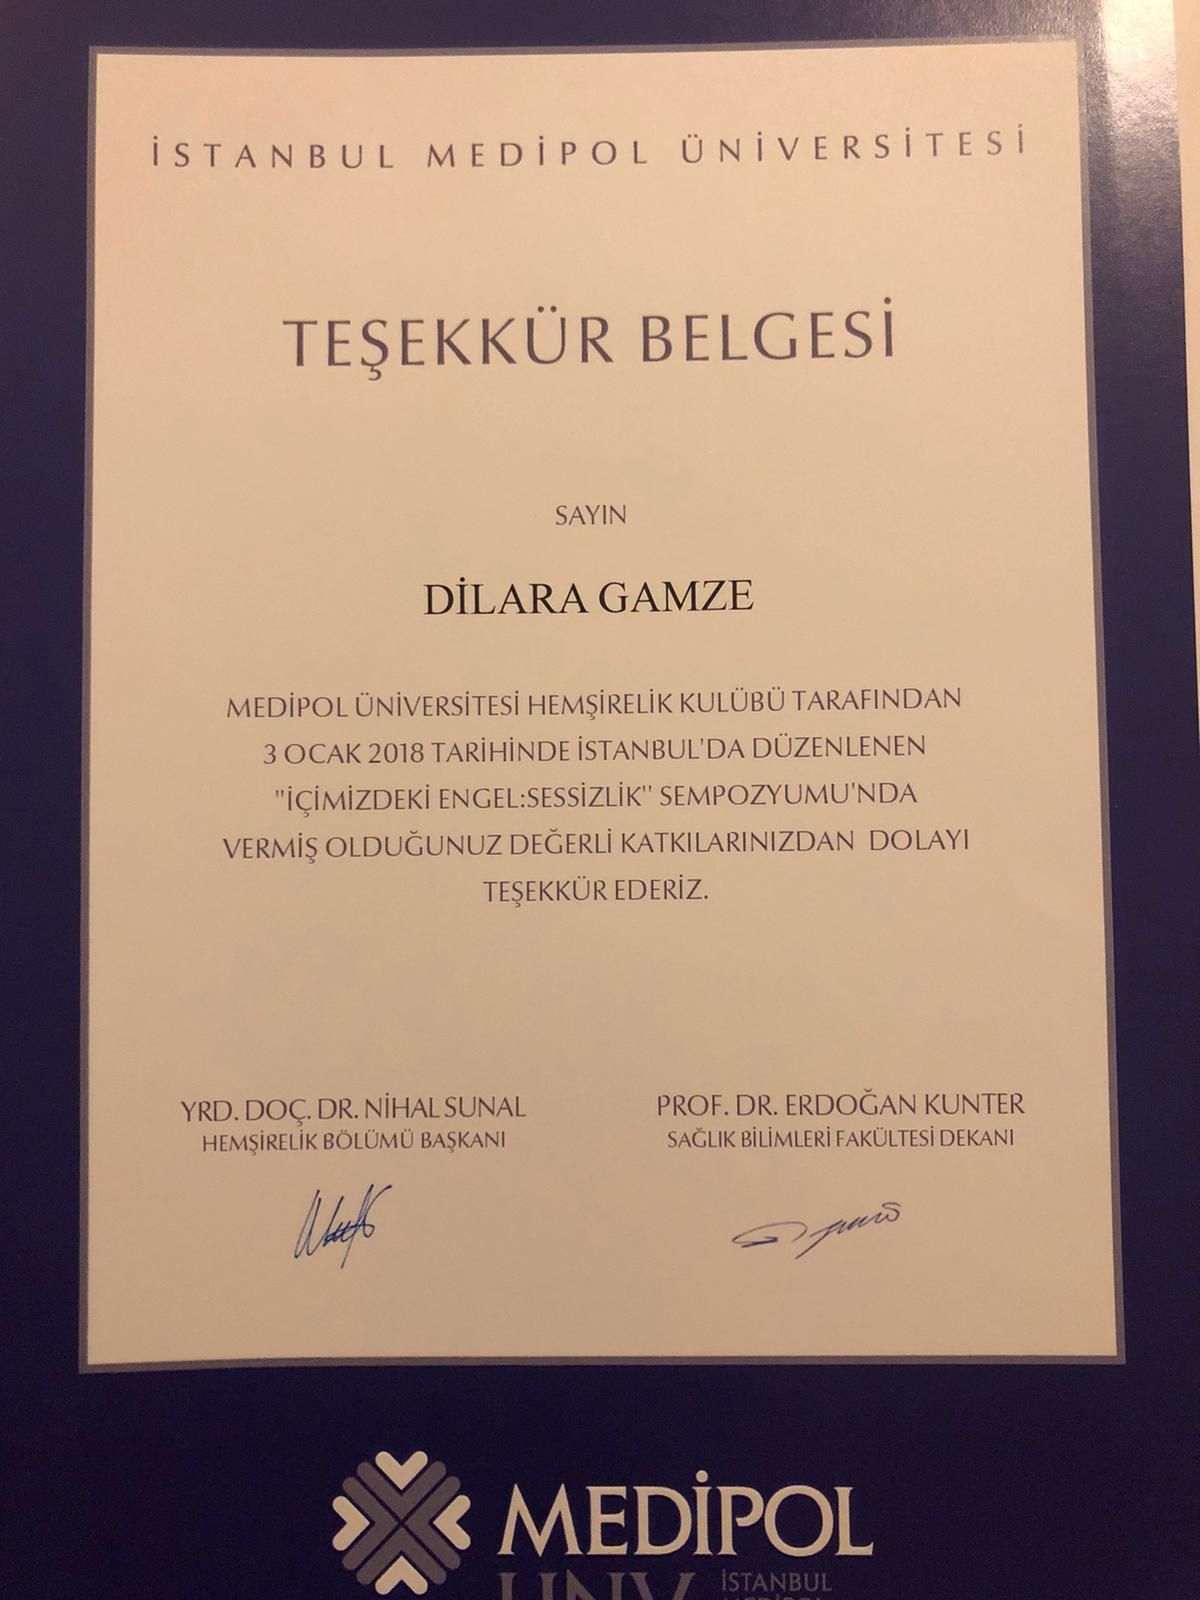 İSTANBUL MEDİPOL ÜNİVERSİTESİ
TEŞEKKÜR BELGESİ
SAYIN
DİLARA GAMZE
MEDİPOL ÜNİVERSİTESİ HEMŞİRELİK KULÜBÜ TARAFINDAN
3 OCAK 2018 TARİHİNDE İSTANBUL'DA DÜZENLENEN
"İÇİMİZDEKİ ENGEL:SESSİZLİK" SEMPOZYUMU'NDA
VERMİŞ OLDUĞUNUZ DEĞERLİ KATKILARINIZDAN DOLAYI
TEŞEKKÜR EDERİZ.
YRD. DOÇ. DR. NİHAL SUNAL
HEMŞİRELİK BÖLÜMÜ BAŞKANI
PROF. DR. ERDOĞAN KUNTER
SAĞLIK BİLİMLERİ FAKÜLTESİ DEKANI
MEDİPOL
UNV
İSTANBUL
MEDİPOL